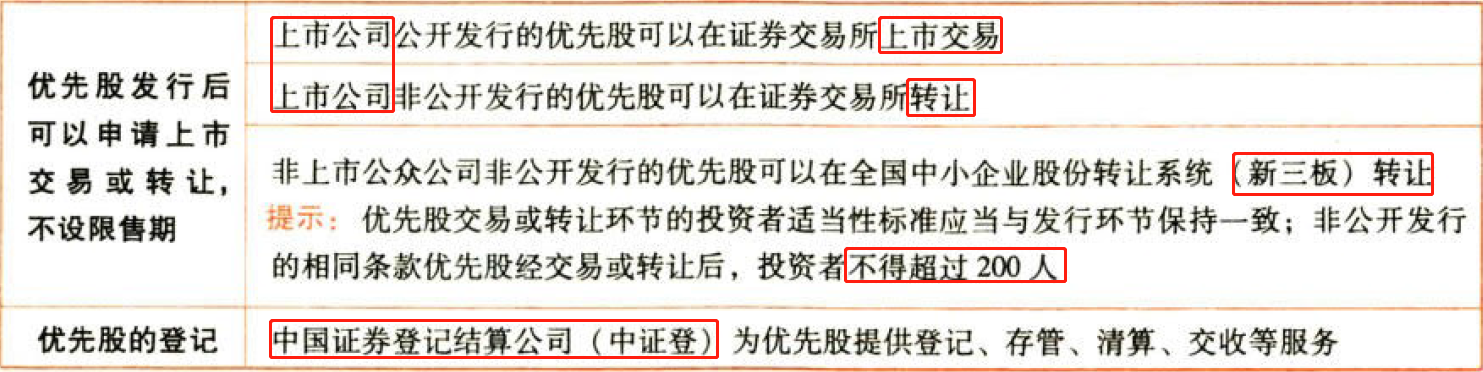 优先股发行后
可以申请上市
交易或转让，
不设限售期
上市公司公开发行的优先股可以在证券交易所上市交易
上市公司非公开发行的优先股可以在证券交易所转让
非上市公众公司非公开发行的优先股可以在全国中小企业股份转让系统（新三板）转让
提示：优先股交易或转让环节的投资者适当性标准应当与发行环节保持一致；非公开发行
的相同条款优先股经交易或转让后，投资者不得超过 200 人
优先股的登记
中国证券登记结算公司（中证登）为优先股提供登记、存管、清算、交收等服务